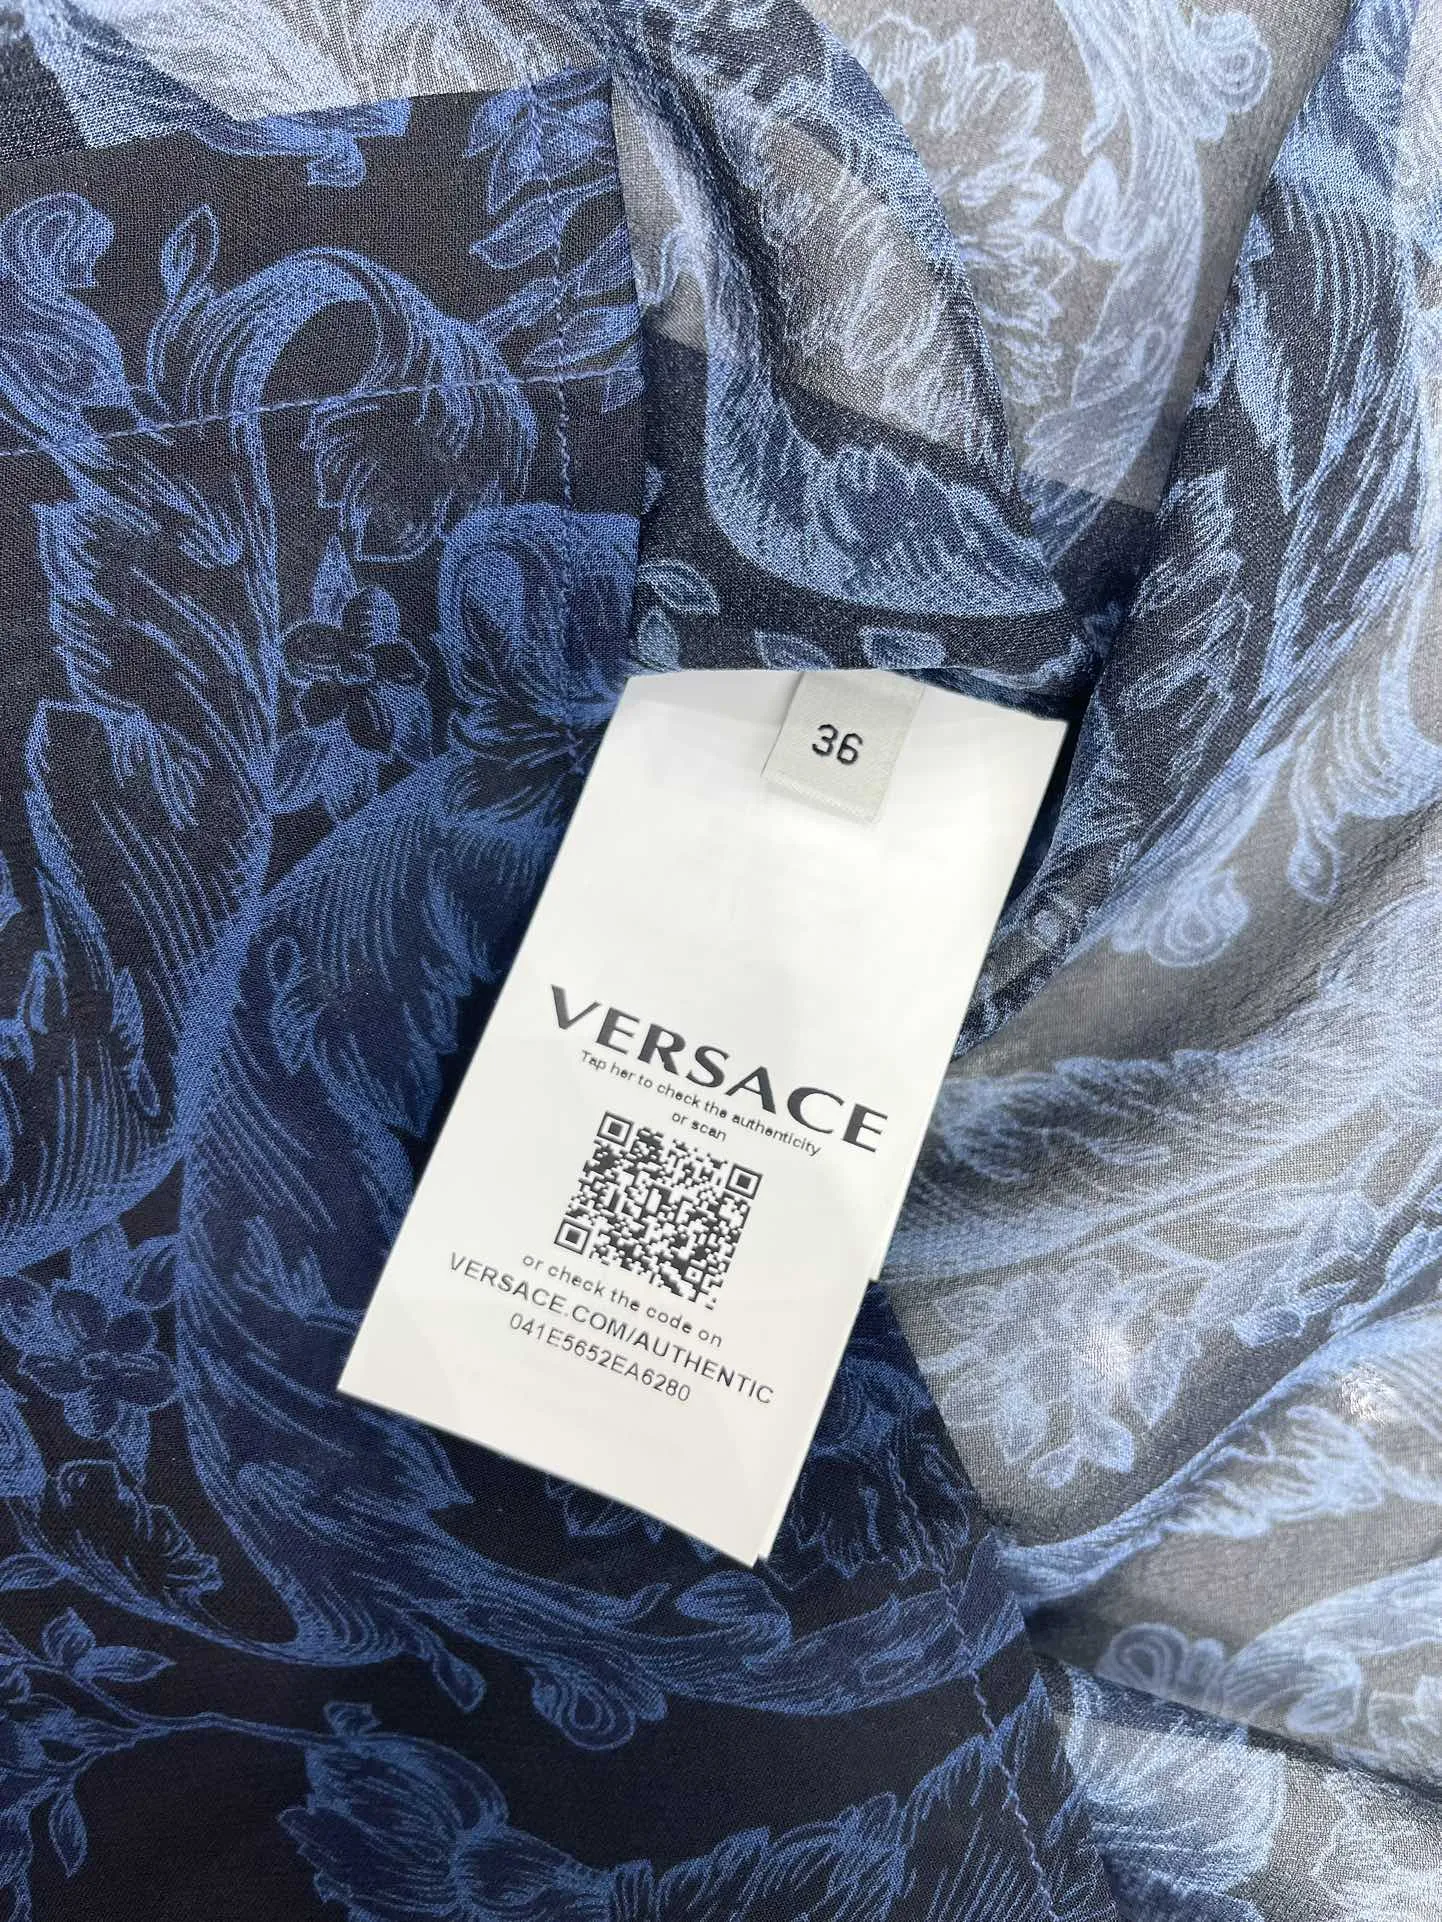 36
VERSACE
Tap her to check the authenticity
or scan
or check the code on
VERSACE.COM/AUTHENTIC
041E5652EA6280